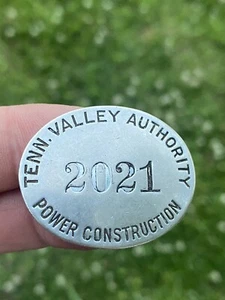 TENN. VALLEY AUTHORITY
2021
POWER CONSTRUCTION